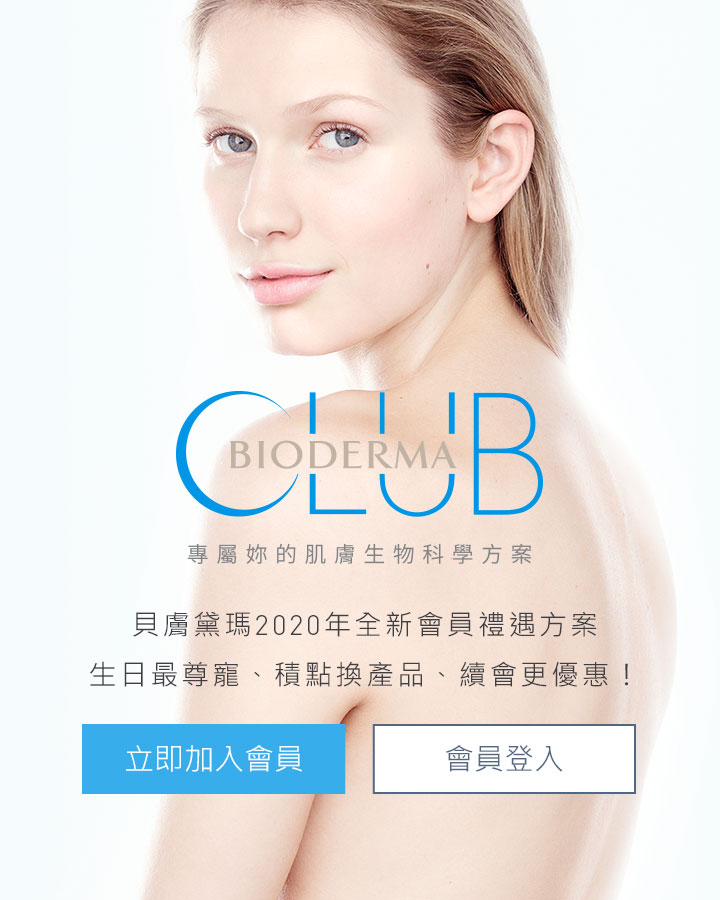 CLUB
BIODERMA
專屬妳的肌膚生物科學方案
貝膚黛瑪2020年全新會員禮遇方案
生日最尊寵、積點換產品、續會更優惠！
立即加入會員
會員登入